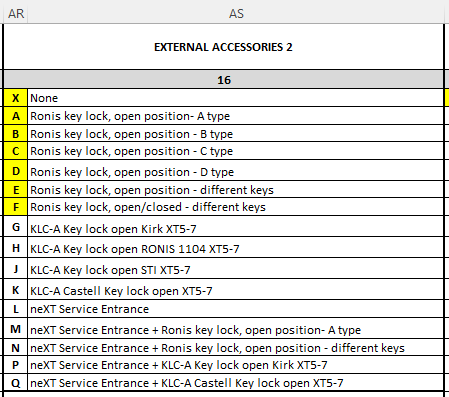 AR AS
EXTERNAL ACCESSORIES 2
16
X None
A Ronis key lock, open position- A type
B Ronis key lock, open position - B type
C Ronis key lock, open position - C type
D Ronis key lock, open position - D type
E Ronis key lock, open position - different keys
F Ronis key lock, open/closed - different keys
G KLC-A Key lock open Kirk XT5-7
H KLC-A Key lock open RONIS 1104 XT5-7
J KLC-A Key lock open STI XT5-7
K KLC-A Castell Key lock open XT5-7
L neXT Service Entrance
M neXT Service Entrance + Ronis key lock, open position- A type
N neXT Service Entrance + Ronis key lock, open position - different keys
P neXT Service Entrance + KLC-A Key lock open Kirk XT5-7
Q neXT Service Entrance + KLC-A Castell Key lock open XT5-7